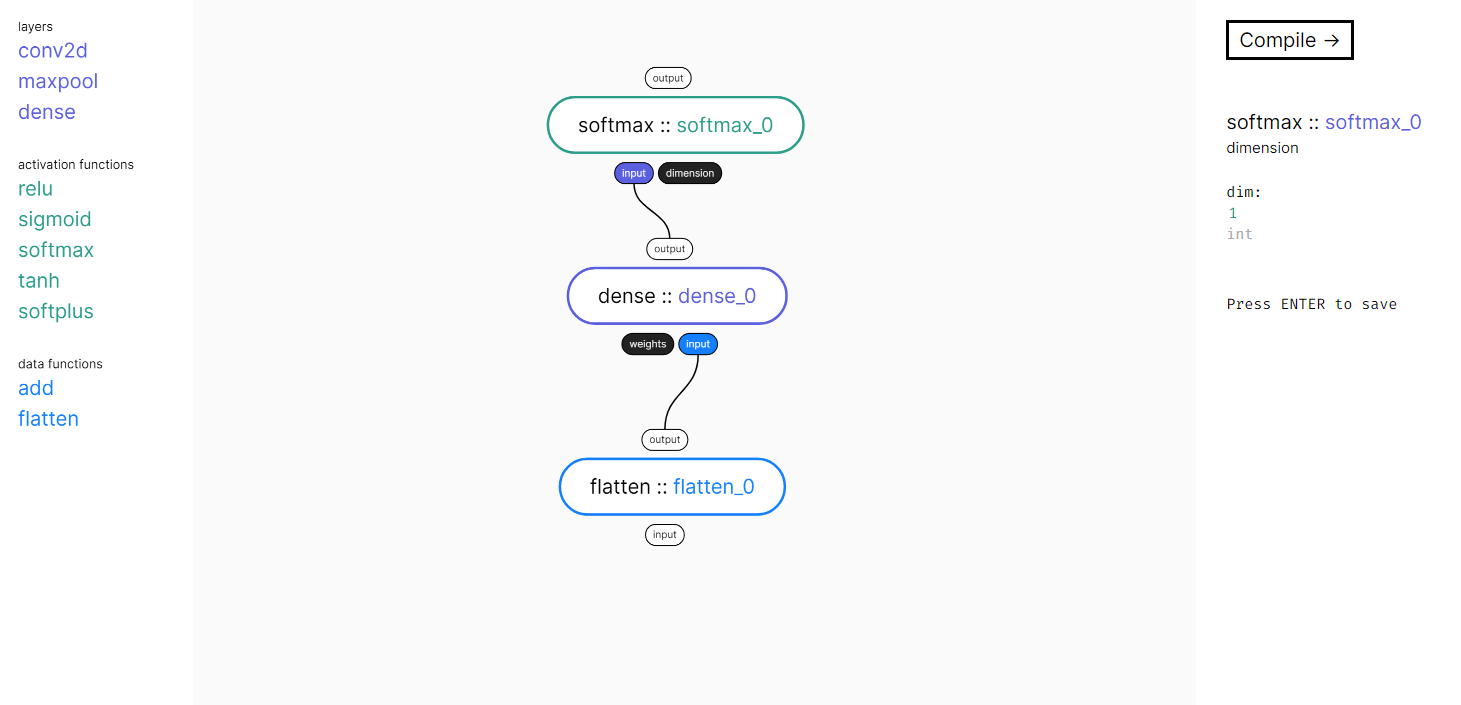 layers
conv2d
maxpool
dense
activation functions
relu
sigmoid
softmax
tanh
softplus
data functions
add
flatten
output
softmax :: softmax_0
input dimension
output
dense :: dense_0
weights input
output
flatten :: flatten_0
input
Compile →
softmax :: softmax_0
dimension
dim:
1
int
Press ENTER to save